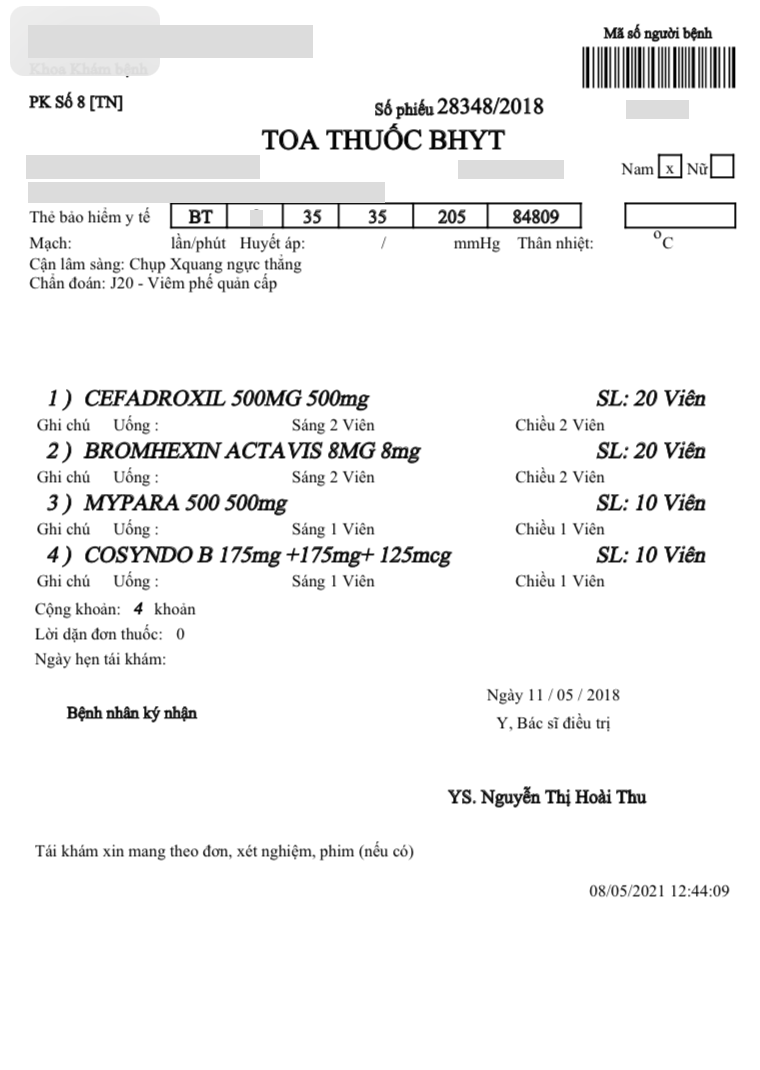 Mã số người bệnh
Khoa Khám bệnh
PK Số 8 [TN]
Số phiếu 28348/2018
TOA THUỐC BHYT
Nam x Nữ
Thẻ bảo hiểm y tế BT 35 35 205 84809
Mạch: lần/phút Huyết áp: / mmHg Thân nhiệt: °C
Cận lâm sàng: Chụp Xquang ngực thẳng
Chẩn đoán: J20 - Viêm phế quản cấp
1 ) CEFADROXIL 500MG 500mg SL: 20 Viên
Ghi chú Uống : Sáng 2 Viên Chiều 2 Viên
2 ) BROMHEXIN ACTAVIS 8MG 8mg SL: 20 Viên
Ghi chú Uống : Sáng 2 Viên Chiều 2 Viên
3 ) MYPARA 500 500mg SL: 10 Viên
Ghi chú Uống : Sáng 1 Viên Chiều 1 Viên
4 ) COSYNDO B 175mg +175mg+ 125mcg SL: 10 Viên
Ghi chú Uống : Sáng 1 Viên Chiều 1 Viên
Cộng khoản: 4 khoản
Lời dặn đơn thuốc: 0
Ngày hẹn tái khám:
Ngày 11 / 05 / 2018
Bệnh nhân ký nhận
Y, Bác sĩ điều trị
YS. Nguyễn Thị Hoài Thu
Tái khám xin mang theo đơn, xét nghiệm, phim (nếu có)
08/05/2021 12:44:09